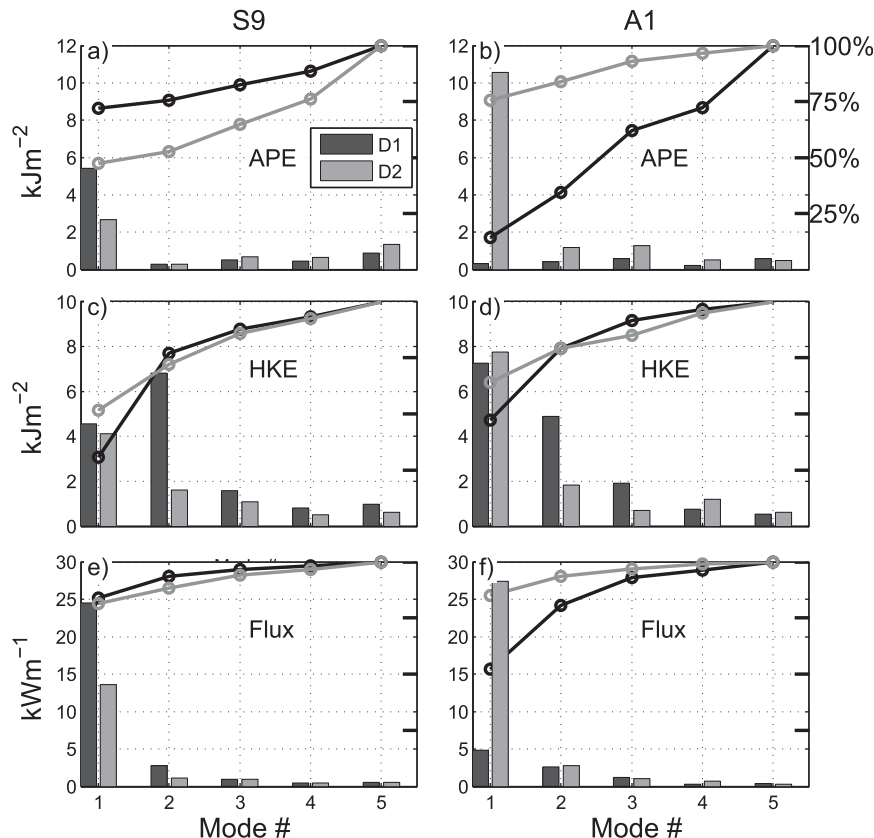 S9 A1
a) 12 10 8 6 4 2 0 kJm−2 APE D1 D2
b) 12 10 8 6 4 2 0 APE 100% 75% 50% 25%
c) 10 8 6 4 2 0 kJm−2 HKE
d) 10 8 6 4 2 0 HKE
e) 30 25 20 15 10 5 0 kWm−1 Flux
f) 30 25 20 15 10 5 0 Flux
1 2 3 4 5 1 2 3 4 5
Mode # Mode #